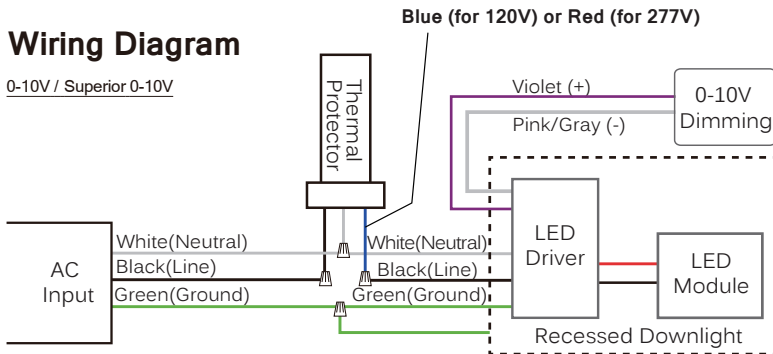 Blue (for 120V) or Red (for 277V)
Wiring Diagram
0-10V / Superior 0-10V
Thermal
Protector
Violet (+)
Pink/Gray (-)
0-10V
Dimming
AC
Input
White(Neutral)
Black(Line)
Green(Ground)
White(Neutral)
Black(Line)
Green(Ground)
LED
Driver
LED
Module
Recessed Downlight